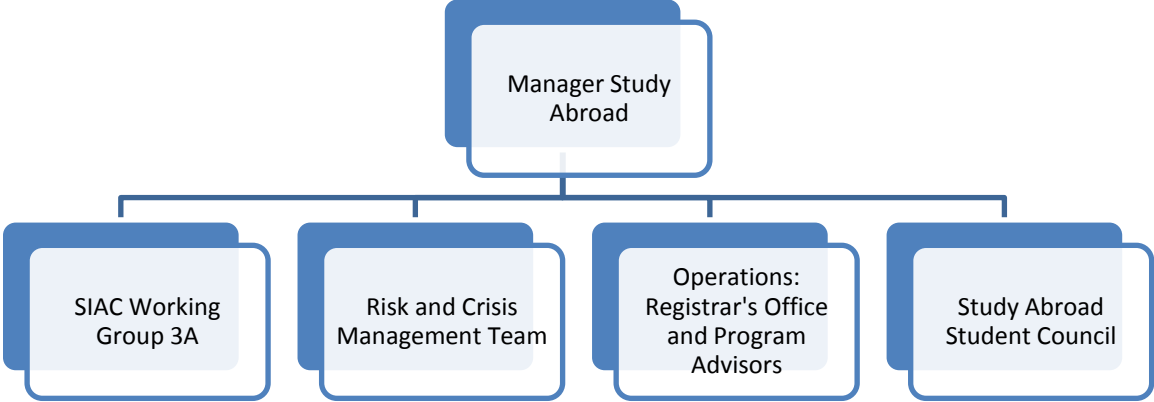 Manager Study
Abroad
SIAC Working
Group 3A
Risk and Crisis
Management Team
Operations:
Registrar's Office
and Program
Advisors
Study Abroad
Student Council